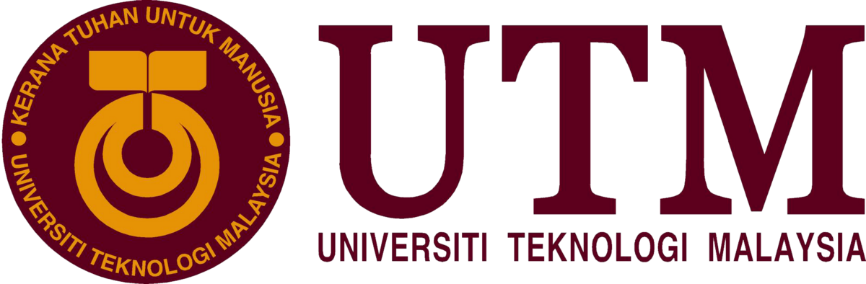 KERANA TUHAN UNTUK MANUSIA
UNIVERSITI TEKNOLOGI MALAYSIA
UTM
UNIVERSITI TEKNOLOGI MALAYSIA